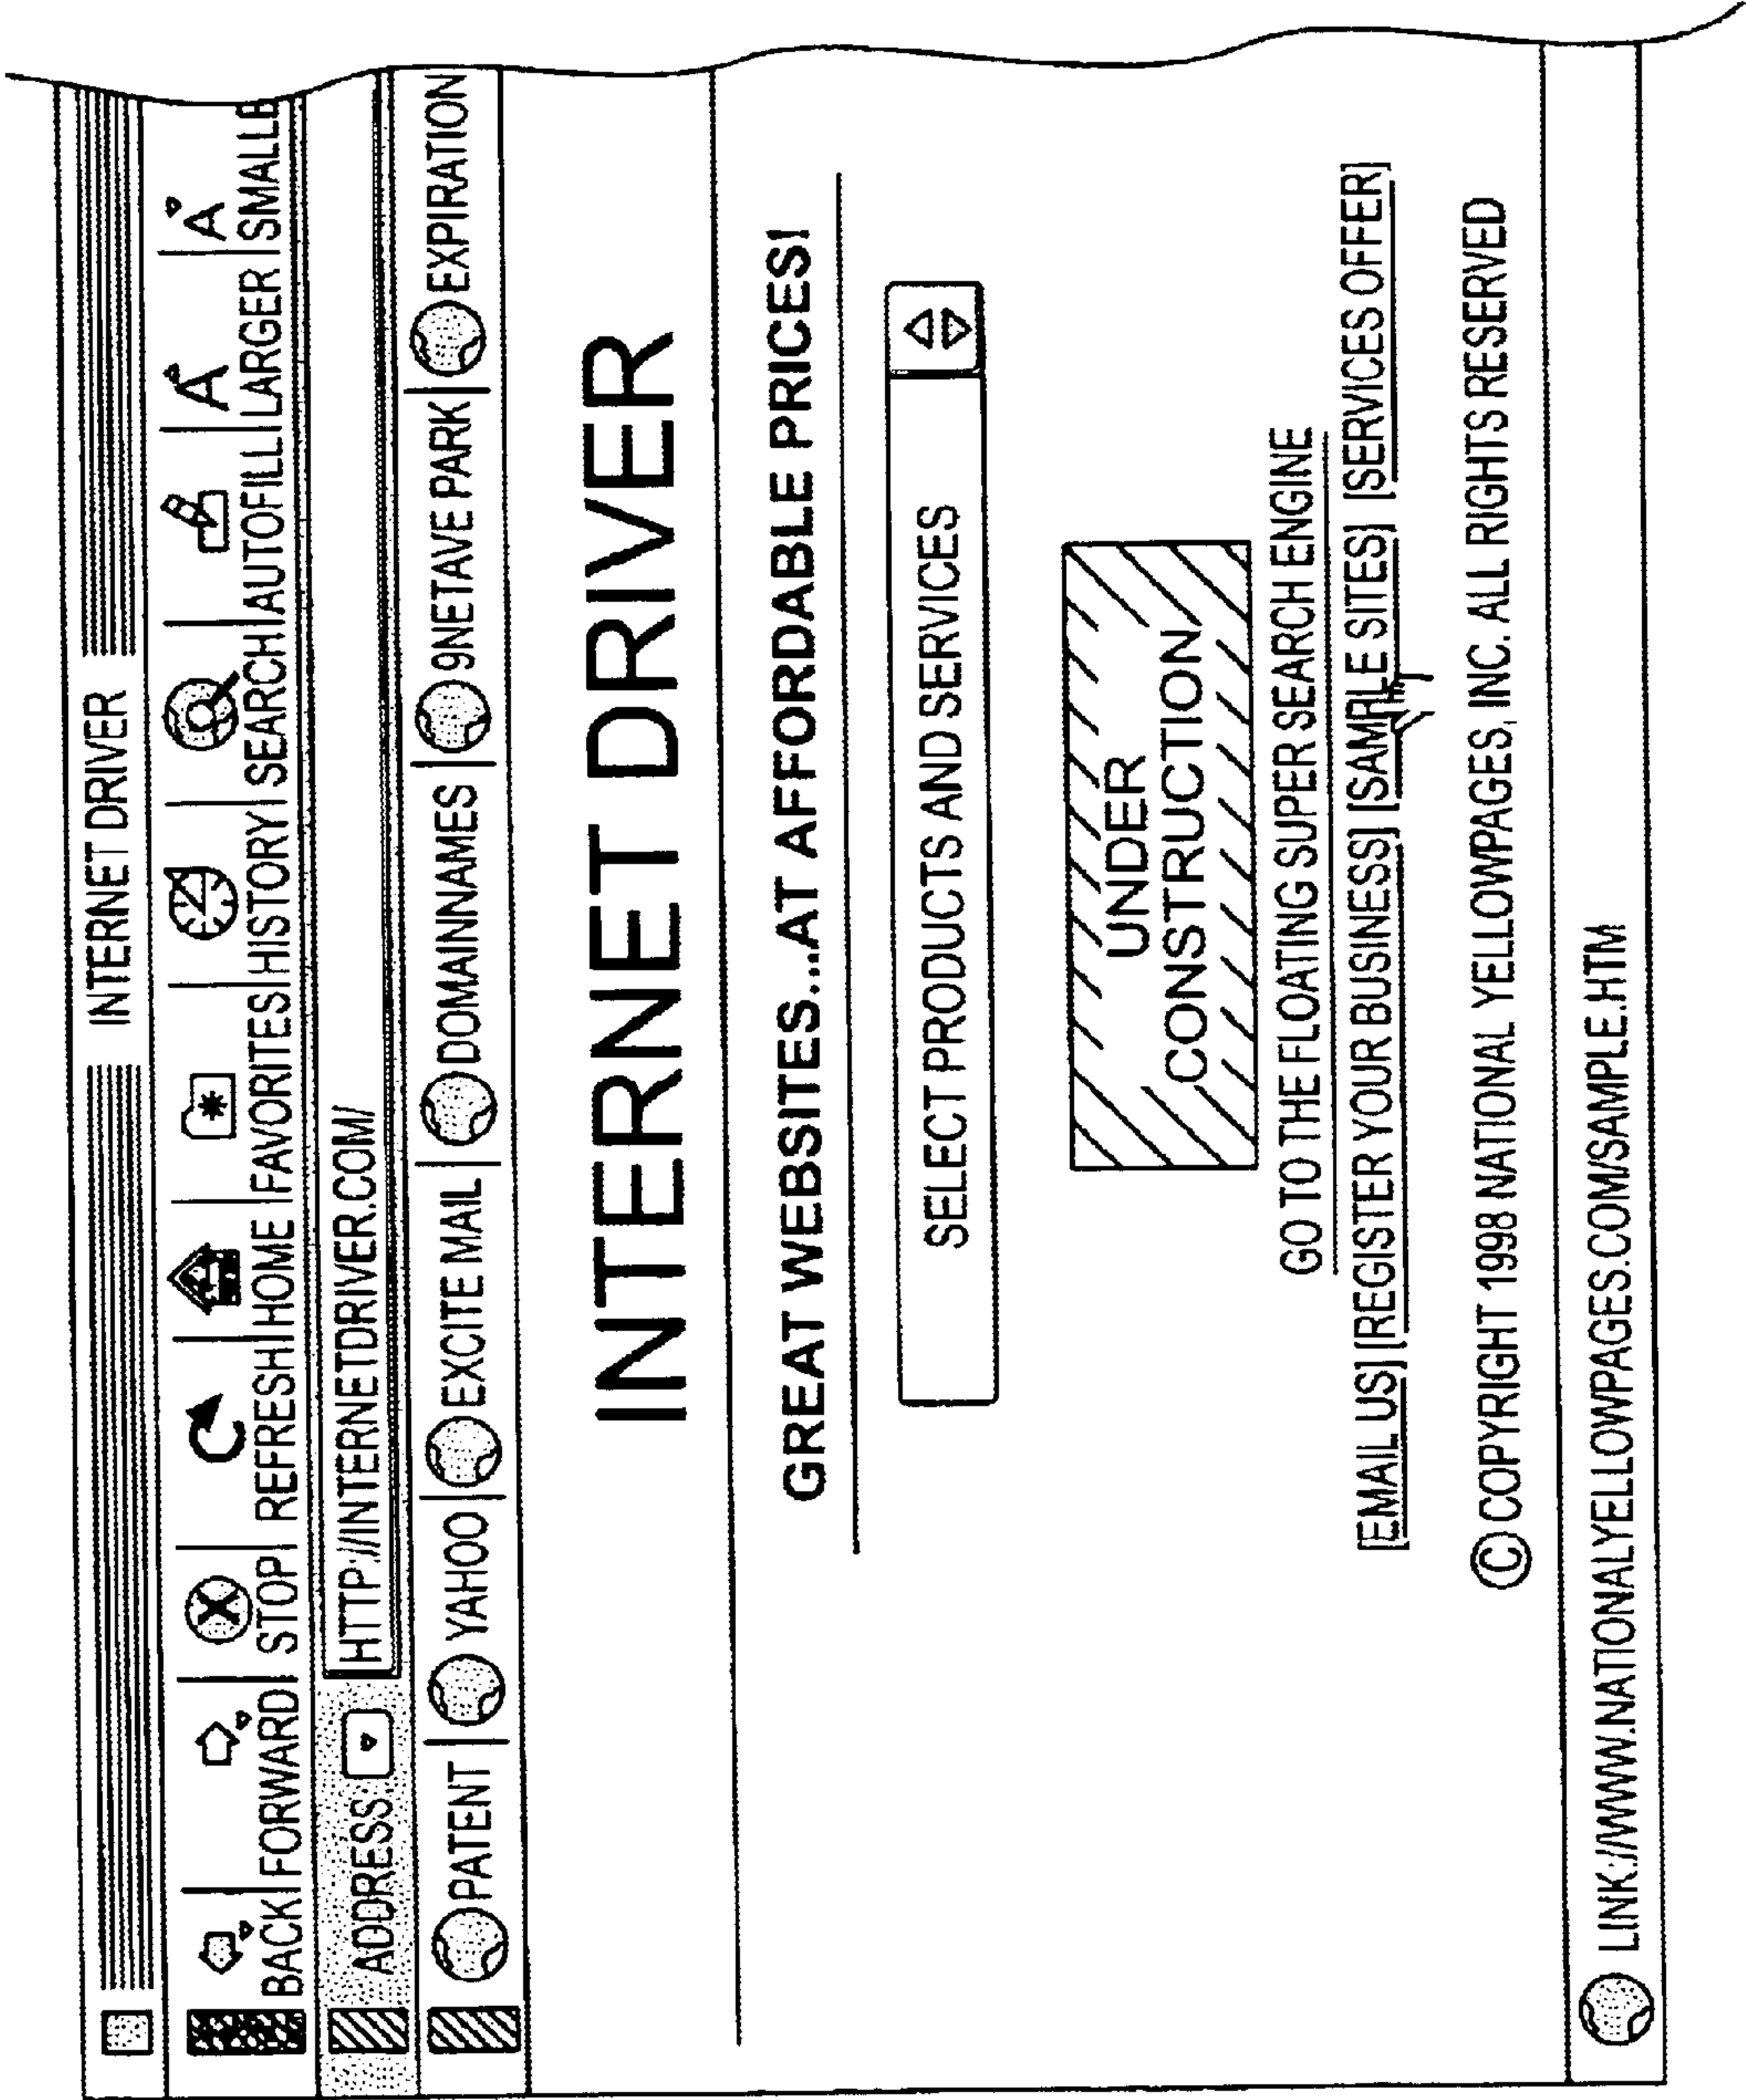 INTERNET DRIVER
BACK FORWARD STOP REFRESH HOME FAVORITES HISTORY SEARCH AUTOFILL LARGER SMALLE
ADDRESS HTTP://INTERNETDRIVER.COM/
PATENT YAHOO EXCITE MAIL DOMAINNAMES 9NETAVE PARK EXPIRATION
INTERNET DRIVER
GREAT WEBSITES...AT AFFORDABLE PRICES!
SELECT PRODUCTS AND SERVICES
UNDER
CONSTRUCTION
GO TO THE FLOATING SUPER SEARCH ENGINE
[EMAIL US] [REGISTER YOUR BUSINESS] [SAMPLE SITES] [SERVICES OFFER]
© COPYRIGHT 1998 NATIONAL YELLOWPAGES, INC. ALL RIGHTS RESERVED
LINK://WWW.NATIONALYELLOWPAGES.COM/SAMPLE.HTM